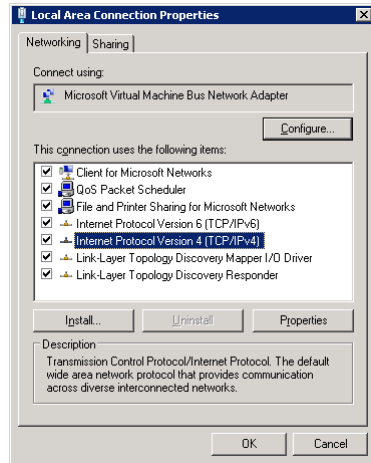 Local Area Connection Properties
Networking
Sharing
Connect using:
Microsoft Virtual Machine Bus Network Adapter
Configure...
This connection uses the following items:
Client for Microsoft Networks
QoS Packet Scheduler
File and Printer Sharing for Microsoft Networks
Internet Protocol Version 6 (TCP/IPv6)
Internet Protocol Version 4 (TCP/IPv4)
Link-Layer Topology Discovery Mapper I/O Driver
Link-Layer Topology Discovery Responder
Install...
Uninstall
Properties
Description
Transmission Control Protocol/Internet Protocol. The default
wide area network protocol that provides communication
across diverse interconnected networks.
OK
Cancel